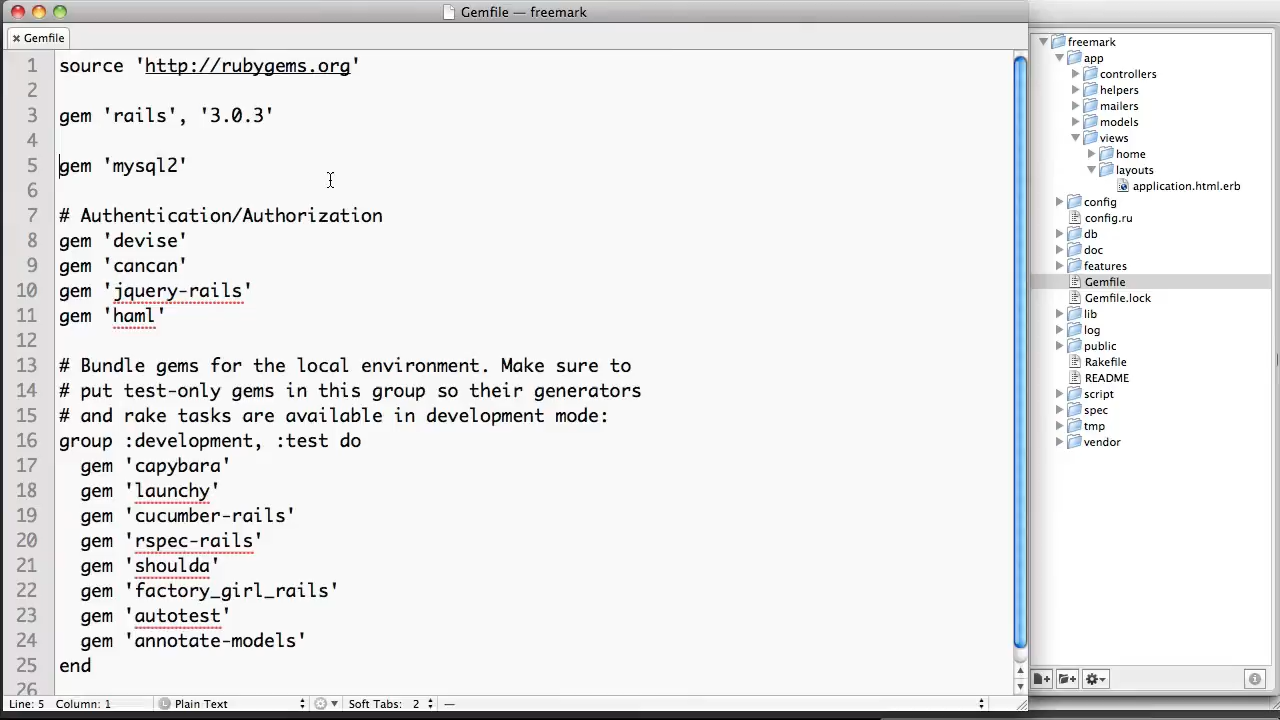 Gemfile — freemark
Gemfile
1 source 'http://rubygems.org'
2
3 gem 'rails', '3.0.3'
4
5 gem 'mysql2'
6
7 # Authentication/Authorization
8 gem 'devise'
9 gem 'cancan'
10 gem 'jquery-rails'
11 gem 'haml'
12
13 # Bundle gems for the local environment. Make sure to
14 # put test-only gems in this group so their generators
15 # and rake tasks are available in development mode:
16 group :development, :test do
17   gem 'capybara'
18   gem 'launchy'
19   gem 'cucumber-rails'
20   gem 'rspec-rails'
21   gem 'shoulda'
22   gem 'factory_girl_rails'
23   gem 'autotest'
24   gem 'annotate-models'
25 end
26
Line: 5 Column: 1 Plain Text Soft Tabs: 2 —
freemark
app
controllers
helpers
mailers
models
views
home
layouts
application.html.erb
config
config.ru
db
doc
features
Gemfile
Gemfile.lock
lib
log
public
Rakefile
README
script
spec
tmp
vendor